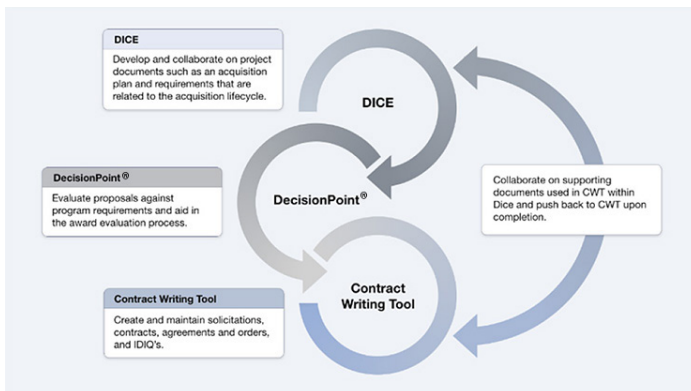 DICE
Develop and collaborate on project
documents such as an acquisition
plan and requirements that are
related to the acquisition lifecycle.
DICE
DecisionPoint®
Evaluate proposals against
program requirements and aid in
the award evaluation process.
DecisionPoint®
Collaborate on supporting
documents used in CWT within
Dice and push back to CWT upon
completion.
Contract Writing Tool
Create and maintain solicitations,
contracts, agreements and orders,
and IDIQ's.
Contract
Writing Tool